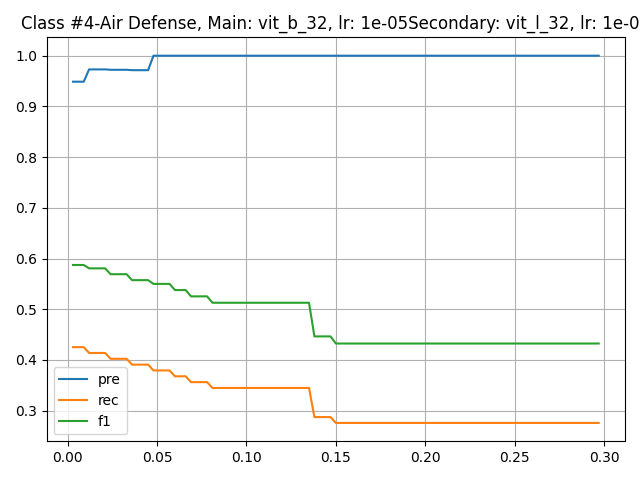 Class #4-Air Defense, Main: vit_b_32, lr: 1e-05Secondary: vit_l_32, lr: 1e-0
1.0
0.9
0.8
0.7
0.6
0.5
0.4
0.3
pre
rec
f1
0.00 0.05 0.10 0.15 0.20 0.25 0.30